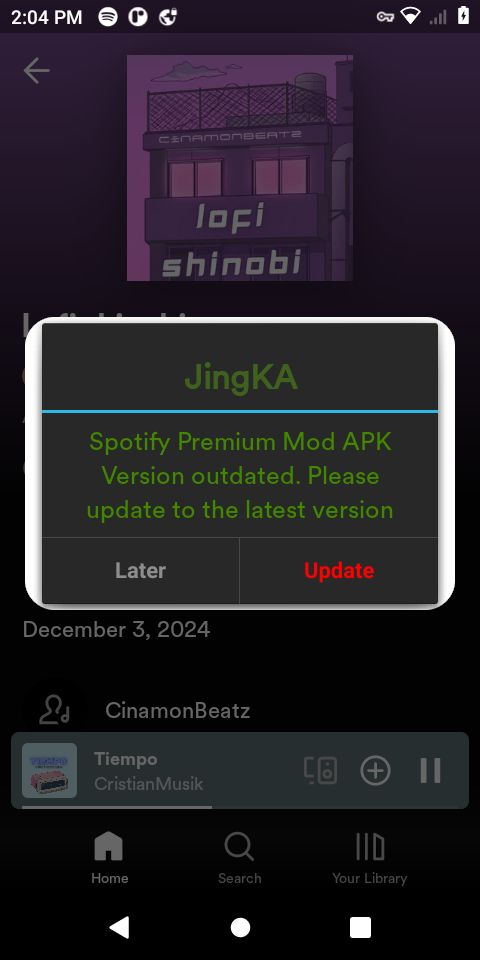 2:04 PM
CINAMONBEATZ
lofi
shinobi
JingKA
Spotify Premium Mod APK
Version outdated. Please
update to the latest version
Later
Update
December 3, 2024
CinamonBeatz
TIEMPO
Tiempo
CristianMusik
Home
Search
Your Library